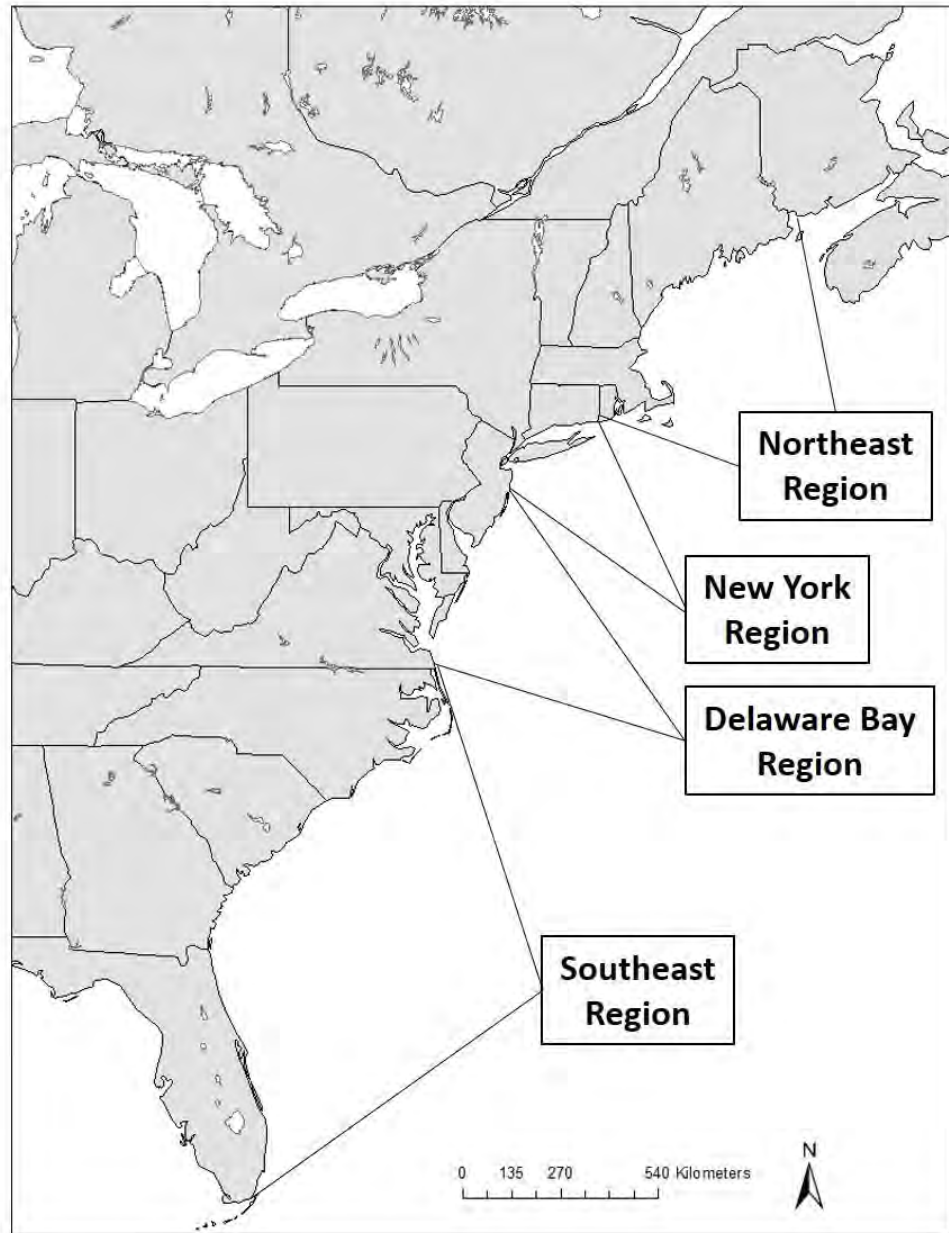 Northeast
Region
New York
Region
Delaware Bay
Region
Southeast
Region
N
0 135 270 540 Kilometers